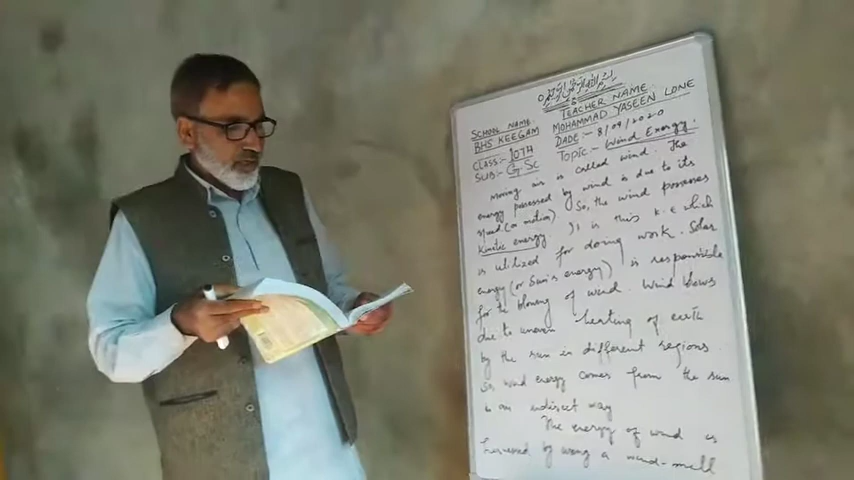 SCHOOL NAME
BHS KEEGAM
CLASS:- 10TH
SUB:- G.Sc
TEACHER NAME
MOHAMMAD YASEEN LONE
DADE:- 8/09/2020
Topic:- Wind Energy
moving air is called wind. The
energy possessed by wind is due to its
speed (or motion). So, the wind possesses
kinetic energy. It is this K.E which
is utilized for doing work. Solar
energy (or Sun's energy) is responsible
for the blowing of wind. Wind blows
due to uneven heating of earth
by the sun in different regions.
So wind energy comes from the sun
in an indirect way
The energy of wind is
harnessed by using a wind-mill